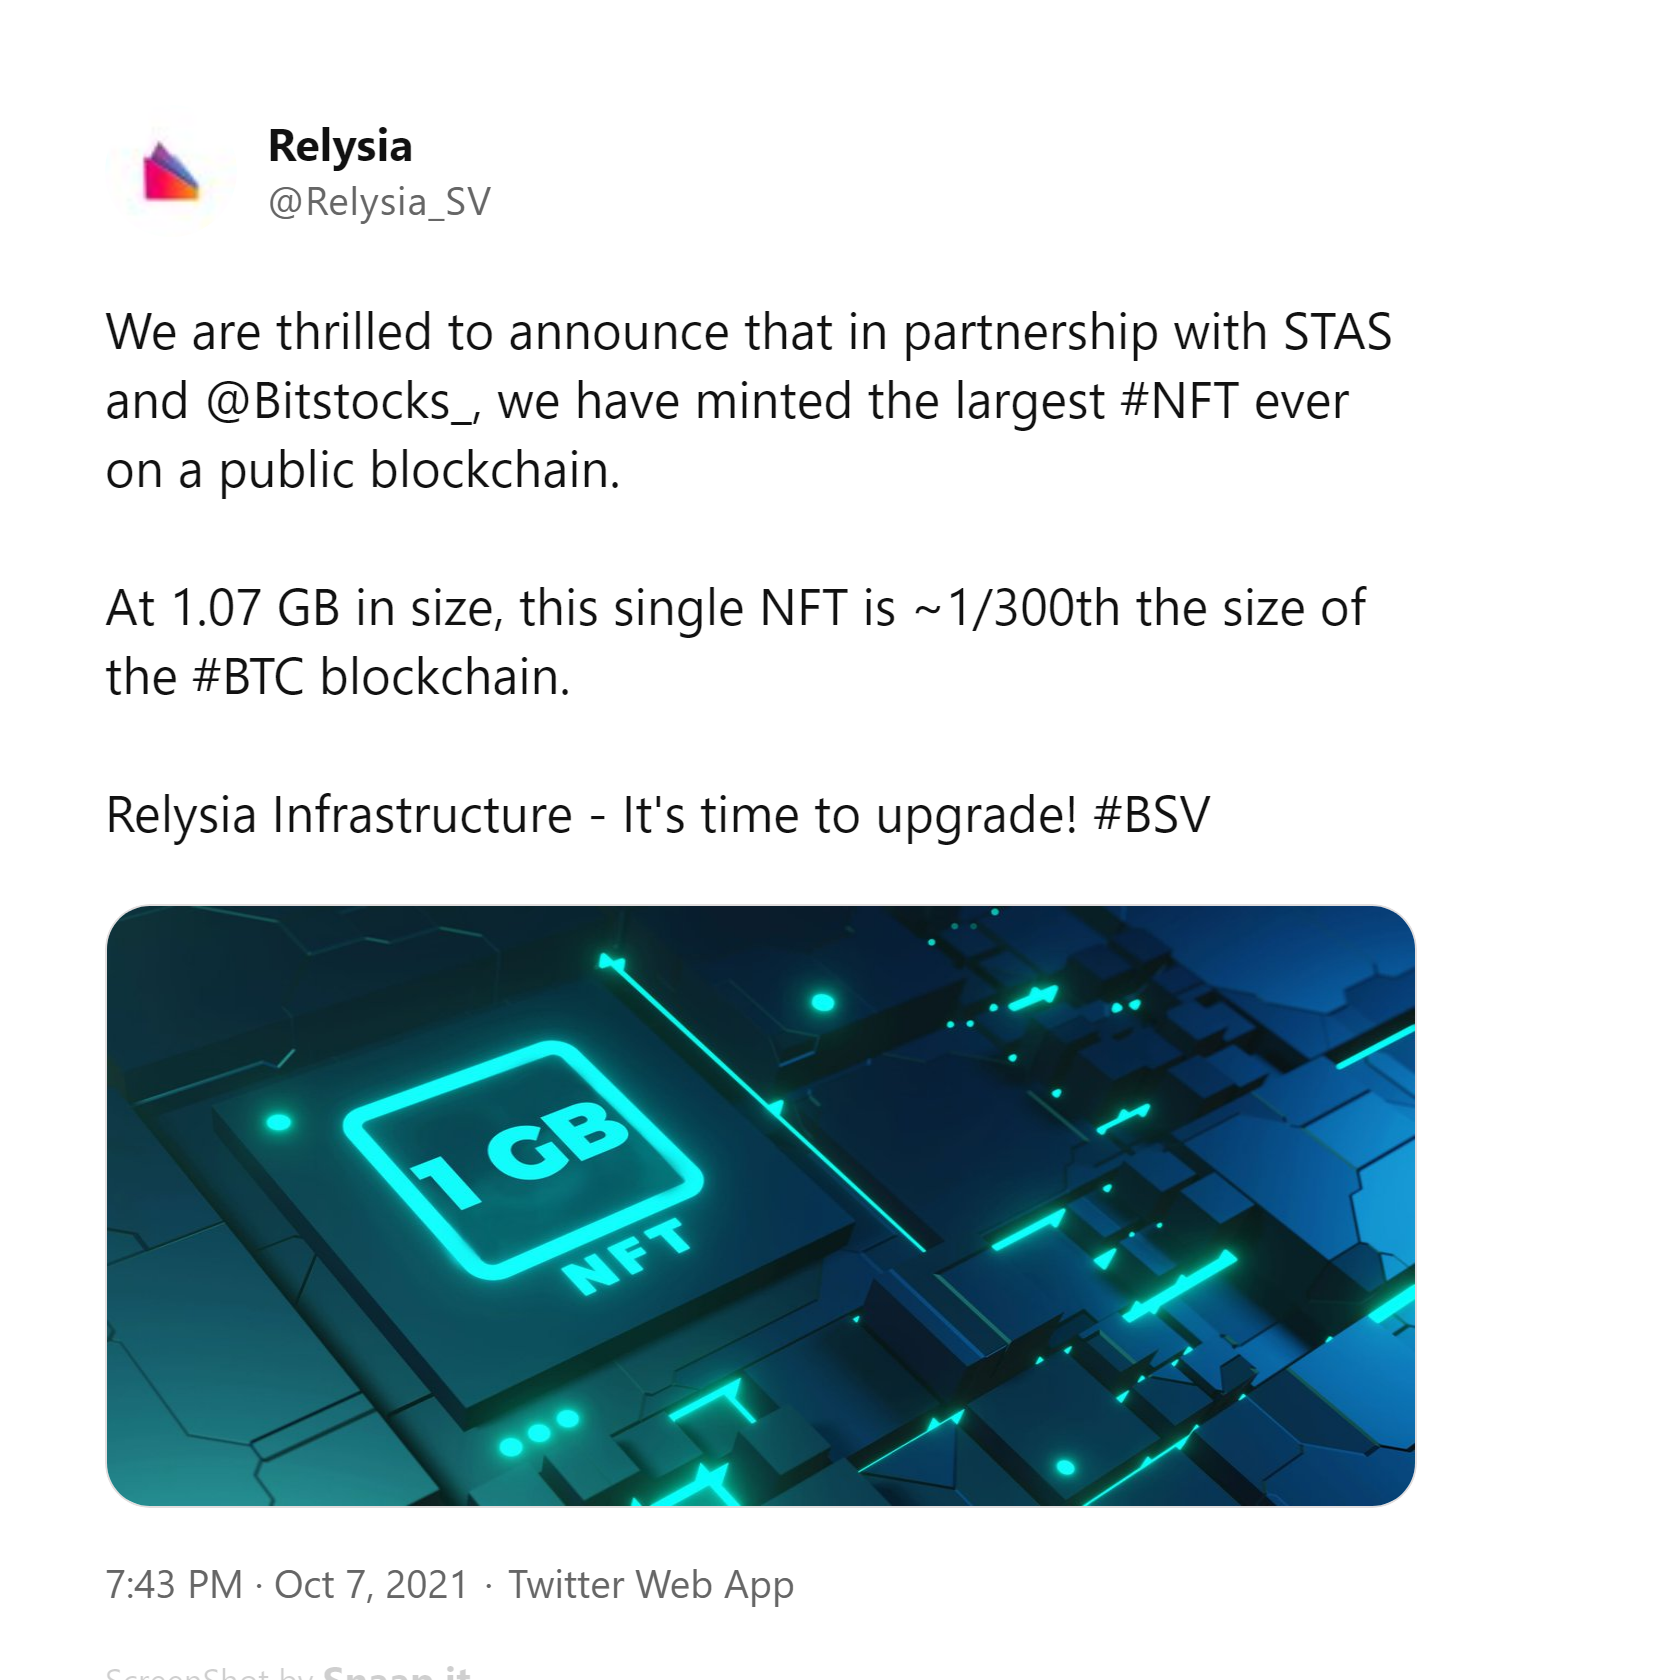 Relysia
@Relysia_SV
We are thrilled to announce that in partnership with STAS
and @Bitstocks_, we have minted the largest #NFT ever
on a public blockchain.
At 1.07 GB in size, this single NFT is ~1/300th the size of
the #BTC blockchain.
Relysia Infrastructure - It's time to upgrade! #BSV
1 GB
NFT
7:43 PM · Oct 7, 2021 · Twitter Web App
ScreenShot by Snaap.it